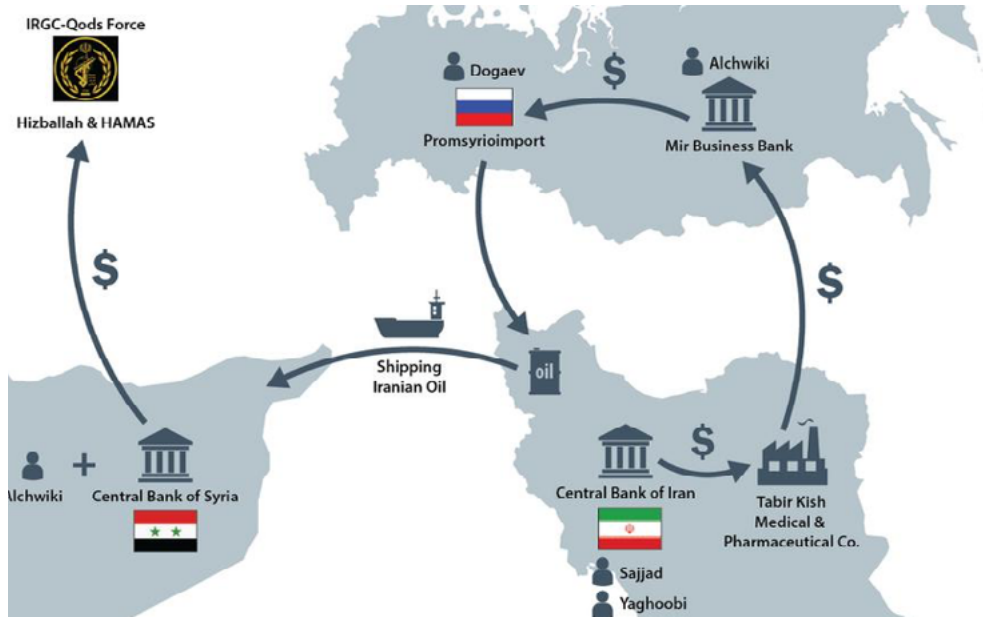 IRGC-Qods Force
Hizballah & HAMAS
$
Dogaev
Promsyrioimport
$
Alchwiki
Mir Business Bank
$
Shipping
Iranian Oil
oil
Alchwiki
+
Central Bank of Syria
Central Bank of Iran
$
Tabir Kish
Medical &
Pharmaceutical Co.
Sajjad
Yaghoobi